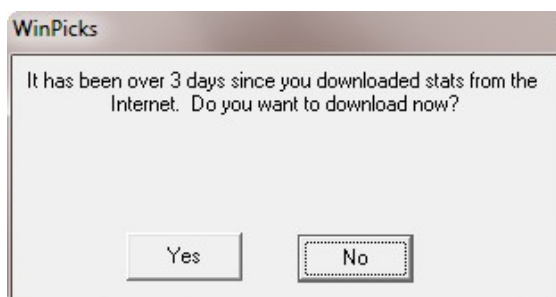 WinPicks
It has been over 3 days since you downloaded stats from the
Internet.  Do you want to download now?
Yes
No